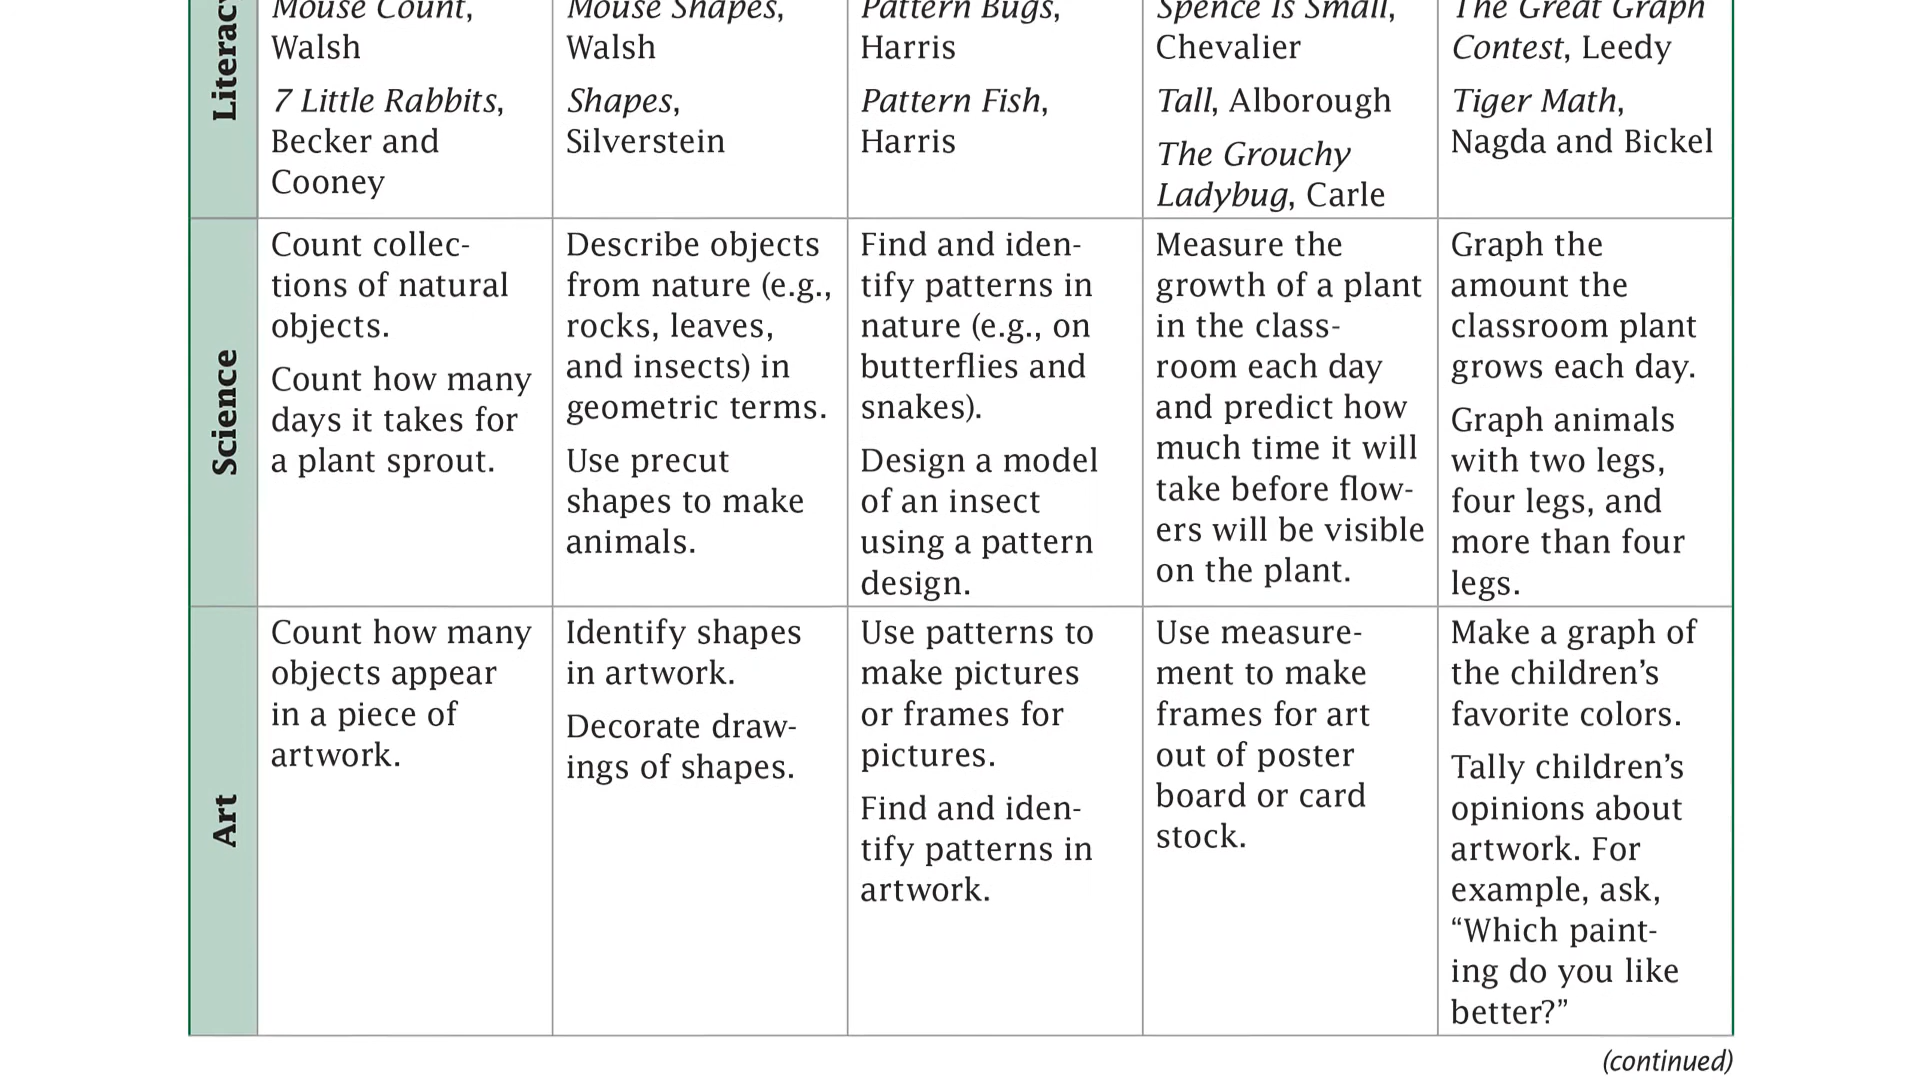 Literacy
Mouse Count,
Walsh
7 Little Rabbits,
Becker and
Cooney
Mouse Shapes,
Walsh
Shapes,
Silverstein
Pattern Bugs,
Harris
Pattern Fish,
Harris
Spence Is Small,
Chevalier
Tall, Alborough
The Grouchy
Ladybug, Carle
The Great Graph
Contest, Leedy
Tiger Math,
Nagda and Bickel
Science
Count collec-
tions of natural
objects.
Count how many
days it takes for
a plant sprout.
Describe objects
from nature (e.g.,
rocks, leaves,
and insects) in
geometric terms.
Use precut
shapes to make
animals.
Find and iden-
tify patterns in
nature (e.g., on
butterflies and
snakes).
Design a model
of an insect
using a pattern
design.
Measure the
growth of a plant
in the class-
room each day
and predict how
much time it will
take before flow-
ers will be visible
on the plant.
Graph the
amount the
classroom plant
grows each day.
Graph animals
with two legs,
four legs, and
more than four
legs.
Art
Count how many
objects appear
in a piece of
artwork.
Identify shapes
in artwork.
Decorate draw-
ings of shapes.
Use patterns to
make pictures
or frames for
pictures.
Find and iden-
tify patterns in
artwork.
Use measure-
ment to make
frames for art
out of poster
board or card
stock.
Make a graph of
the children’s
favorite colors.
Tally children’s
opinions about
artwork. For
example, ask,
“Which paint-
ing do you like
better?”
(continued)